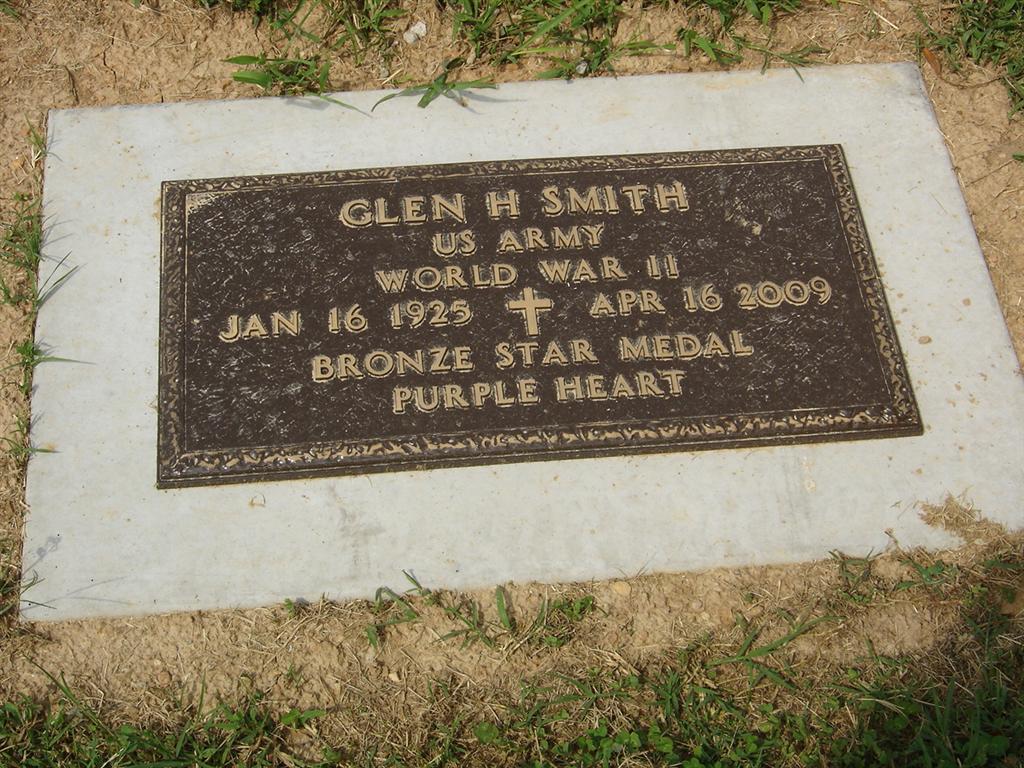 GLEN H SMITH
US ARMY
WORLD WAR II
JAN 16 1925 APR 16 2009
BRONZE STAR MEDAL
PURPLE HEART